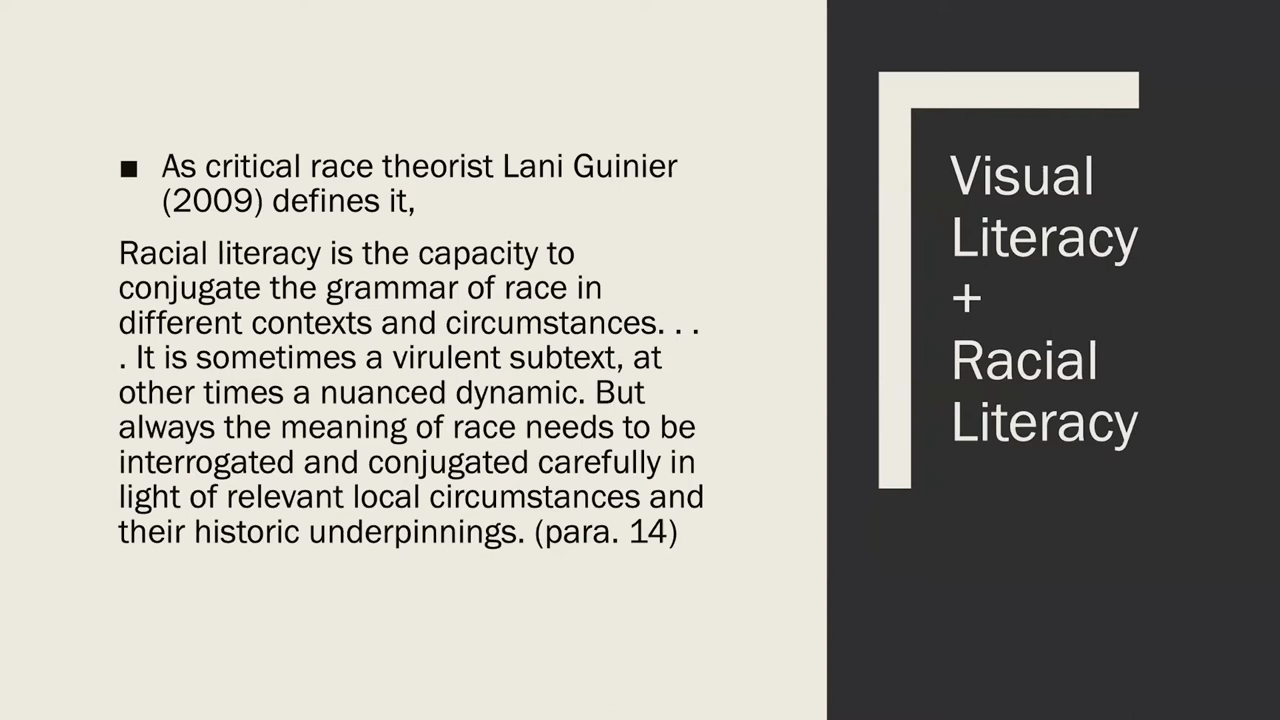 ■ As critical race theorist Lani Guinier
(2009) defines it,
Racial literacy is the capacity to
conjugate the grammar of race in
different contexts and circumstances. . .
. It is sometimes a virulent subtext, at
other times a nuanced dynamic. But
always the meaning of race needs to be
interrogated and conjugated carefully in
light of relevant local circumstances and
their historic underpinnings. (para. 14)
Visual
Literacy
+
Racial
Literacy